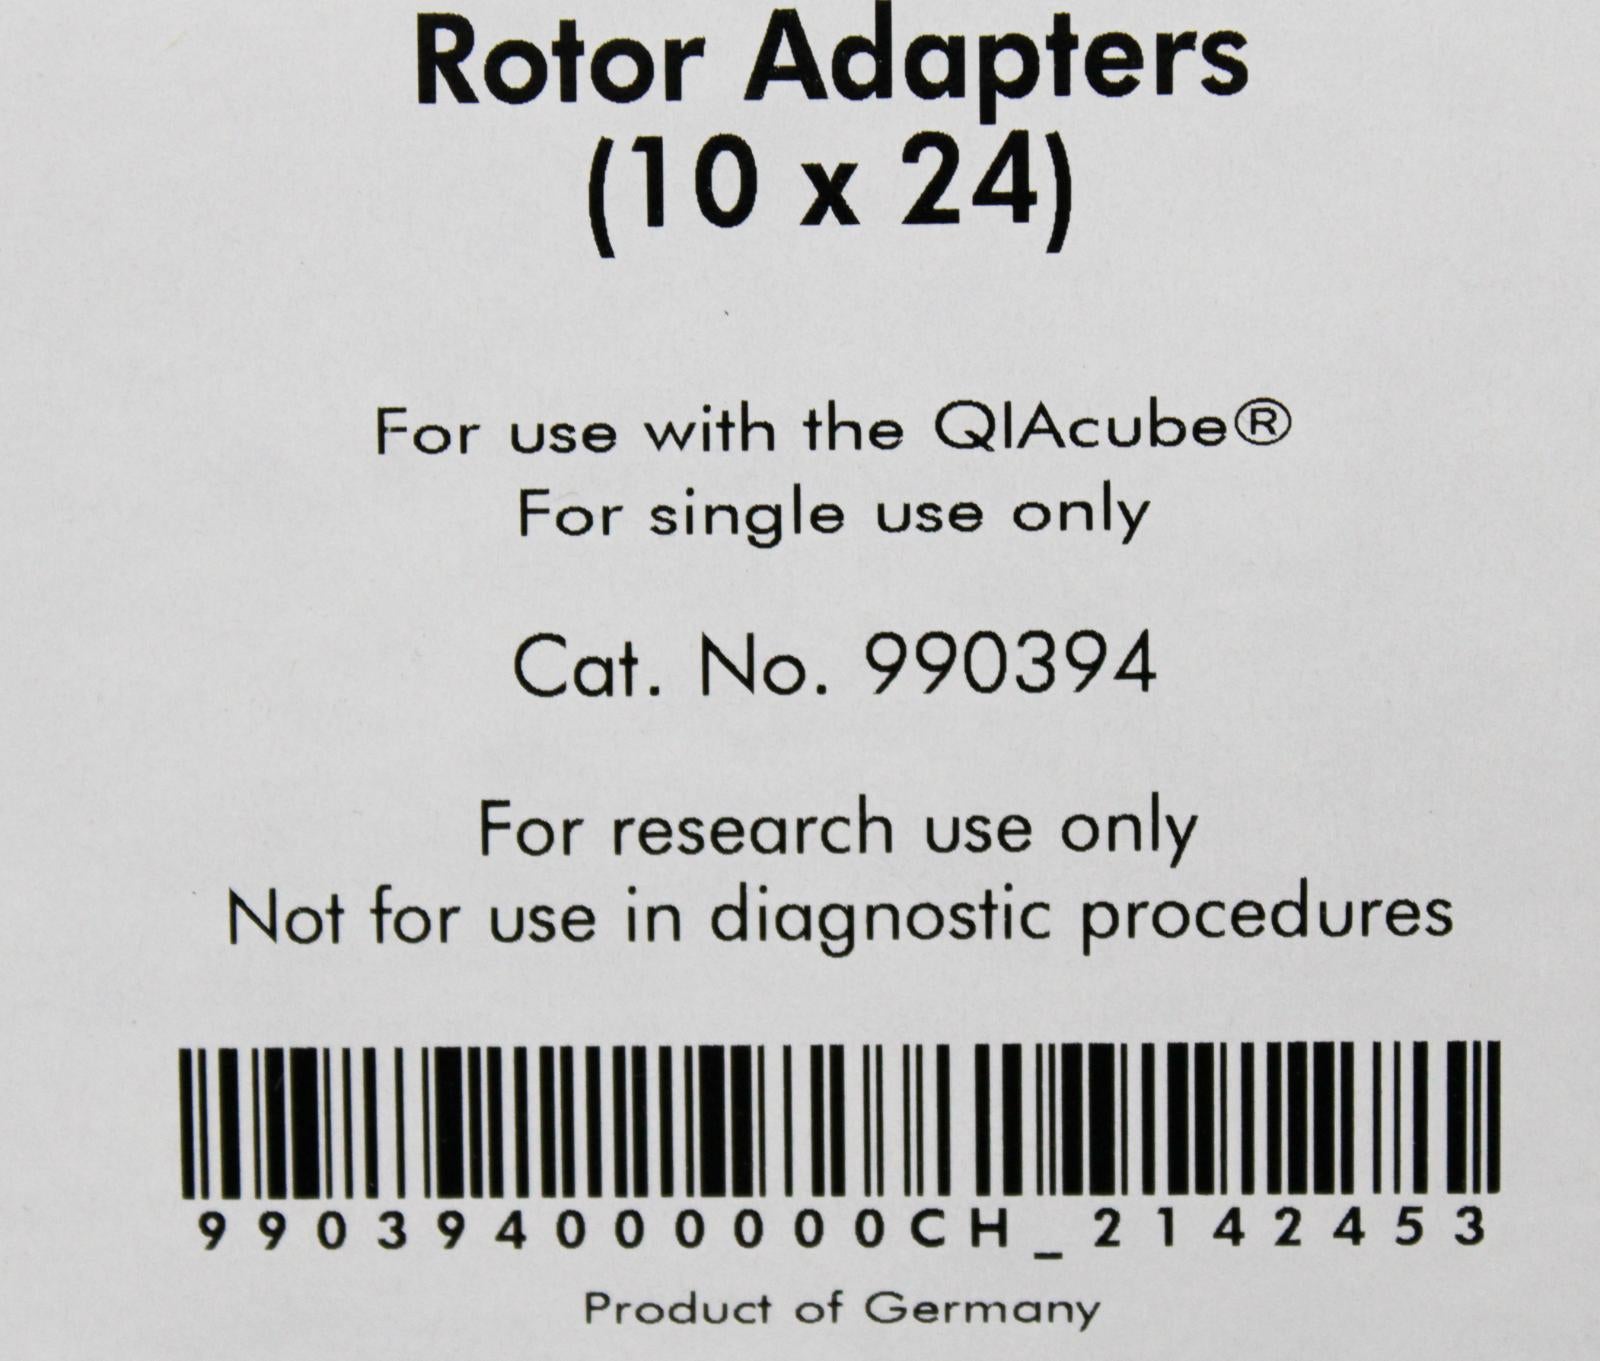 Rotor Adapters
(10 x 24)
For use with the QIAcube®
For single use only
Cat. No. 990394
For research use only
Not for use in diagnostic procedures
990394000000CH_2142453
Product of Germany